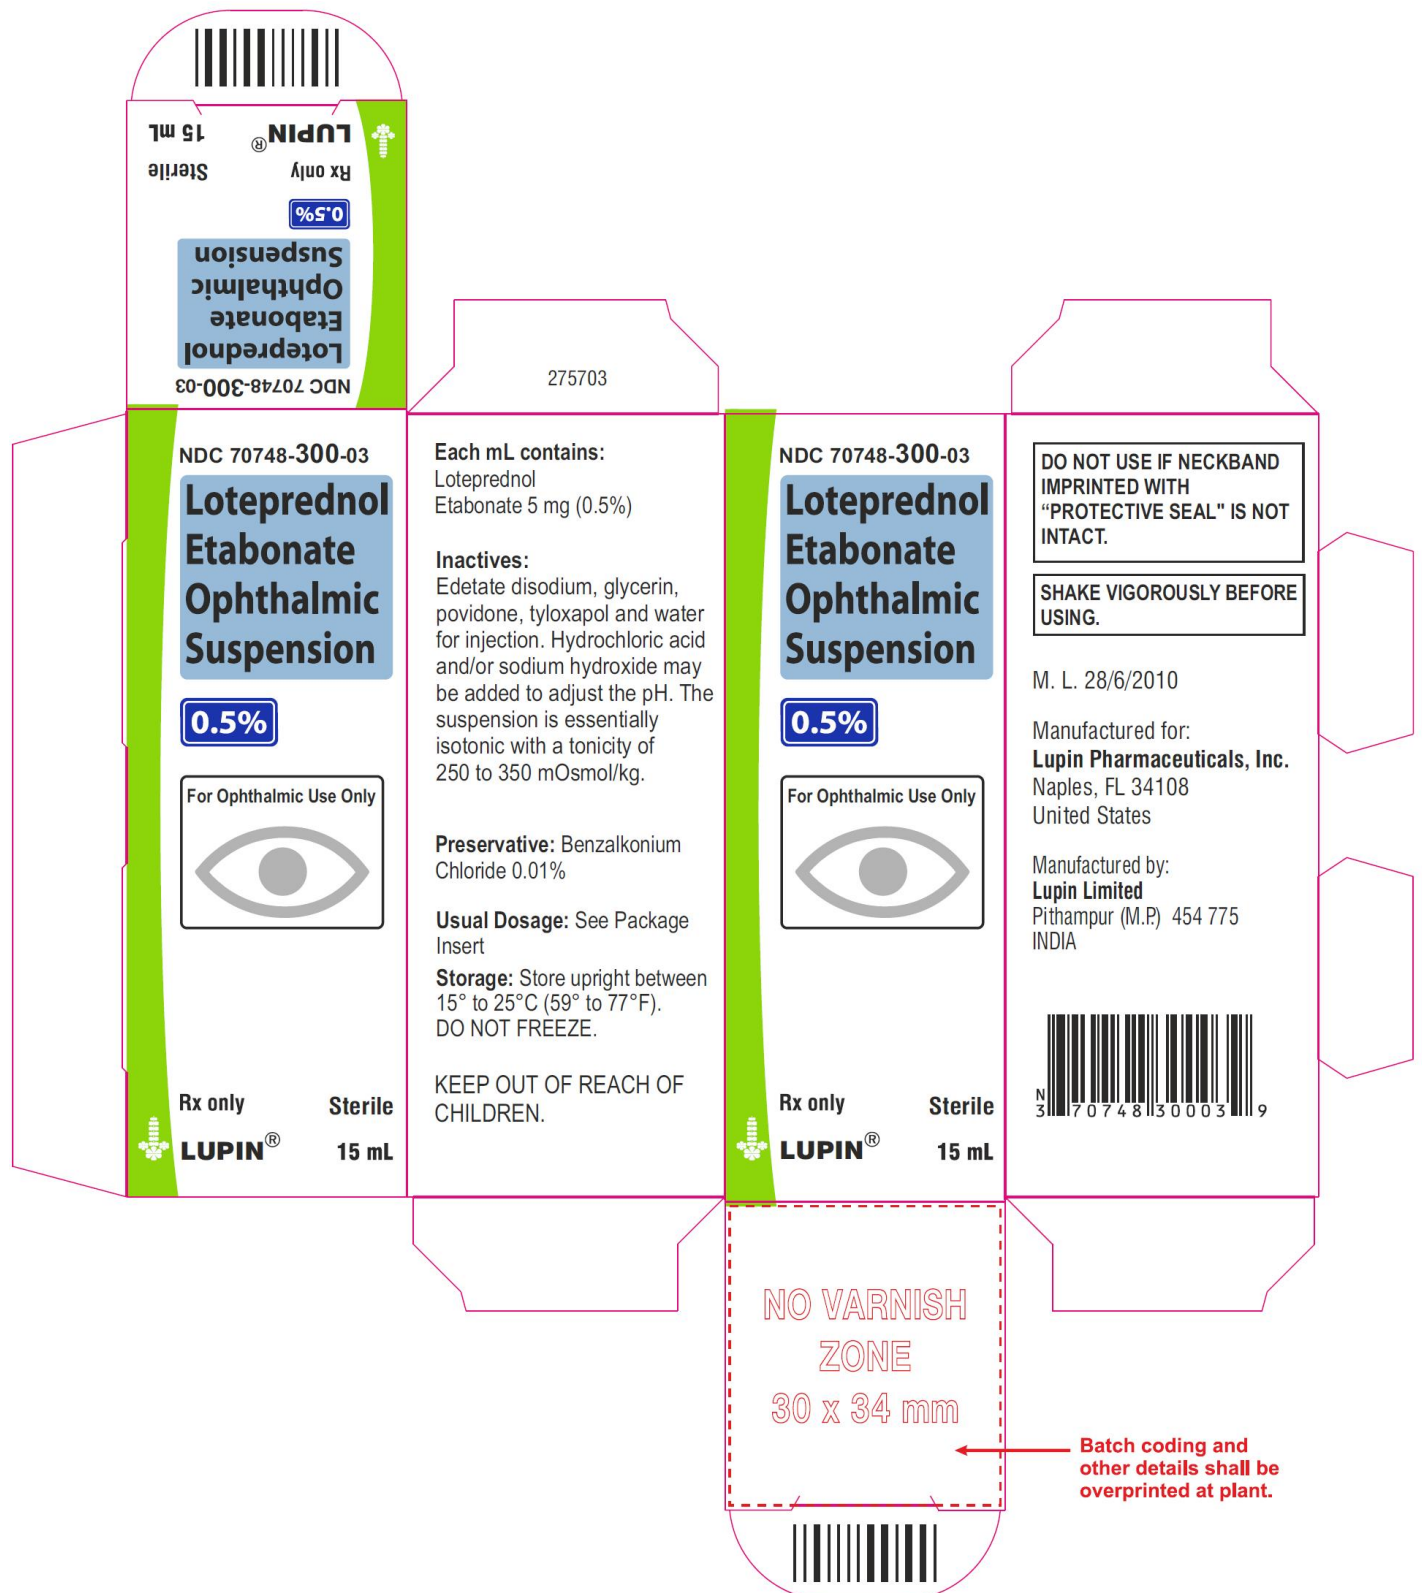 15 mL
LUPIN®
Sterile
Rx only
0.5%
Loteprednol
Etabonate
Ophthalmic
Suspension
NDC 70748-300-03
NDC 70748-300-03
Loteprednol
Etabonate
Ophthalmic
Suspension
0.5%
For Ophthalmic Use Only
Rx only
Sterile
LUPIN®
15 mL
275703
Each mL contains:
Loteprednol
Etabonate 5 mg (0.5%)
Inactives:
Edetate disodium, glycerin,
povidone, tyloxapol and water
for injection. Hydrochloric acid
and/or sodium hydroxide may
be added to adjust the pH. The
suspension is essentially
isotonic with a tonicity of
250 to 350 mOsmol/kg.
Preservative: Benzalkonium
Chloride 0.01%
Usual Dosage: See Package
Insert
Storage: Store upright between
15° to 25°C (59° to 77°F).
DO NOT FREEZE.
KEEP OUT OF REACH OF
CHILDREN.
NDC 70748-300-03
Loteprednol
Etabonate
Ophthalmic
Suspension
0.5%
For Ophthalmic Use Only
Rx only
Sterile
LUPIN®
15 mL
DO NOT USE IF NECKBAND
IMPRINTED WITH
“PROTECTIVE SEAL" IS NOT
INTACT.
SHAKE VIGOROUSLY BEFORE
USING.
M. L. 28/6/2010
Manufactured for:
Lupin Pharmaceuticals, Inc.
Naples, FL 34108
United States
Manufactured by:
Lupin Limited
Pithampur (M.P.) 454 775
INDIA
N
3 70748 30003 9
NO VARNISH
ZONE
30 x 34 mm
Batch coding and
other details shall be
overprinted at plant.